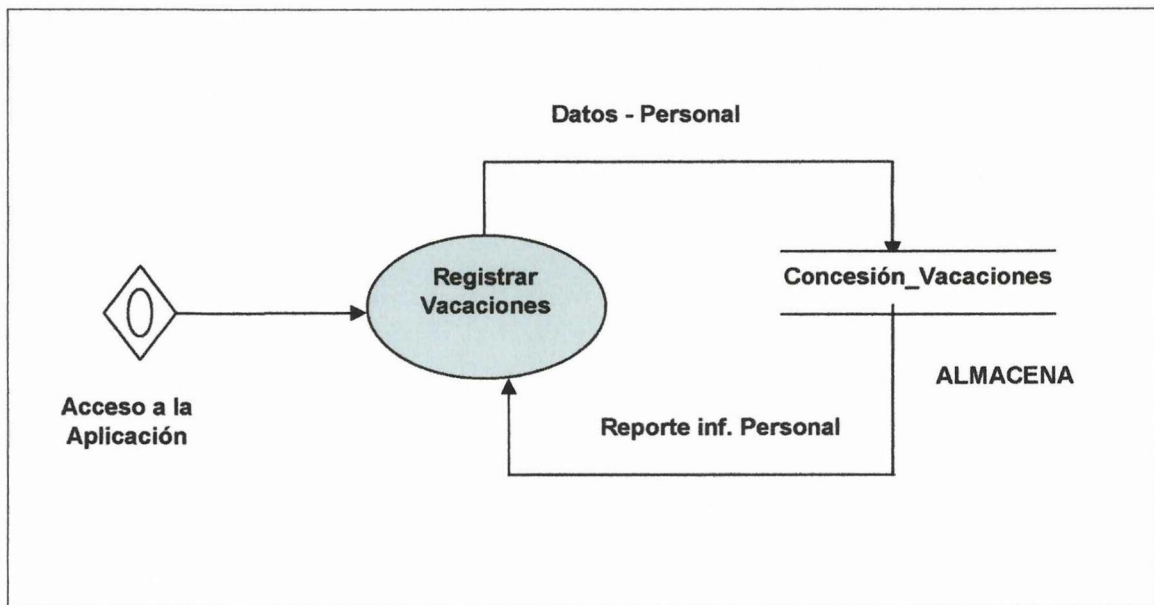 Datos - Personal
Registrar
Vacaciones
Concesión_Vacaciones
ALMACENA
Acceso a la
Aplicación
Reporte inf. Personal